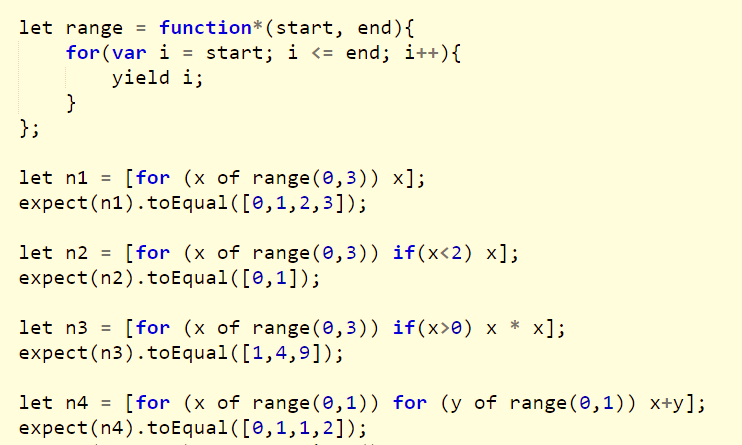 let range = function*(start, end){
    for(var i = start; i <= end; i++){
        yield i;
    }
};

let n1 = [for (x of range(0,3)) x];
expect(n1).toEqual([0,1,2,3]);

let n2 = [for (x of range(0,3)) if(x<2) x];
expect(n2).toEqual([0,1]);

let n3 = [for (x of range(0,3)) if(x>0) x * x];
expect(n3).toEqual([1,4,9]);

let n4 = [for (x of range(0,1)) for (y of range(0,1)) x+y];
expect(n4).toEqual([0,1,1,2]);